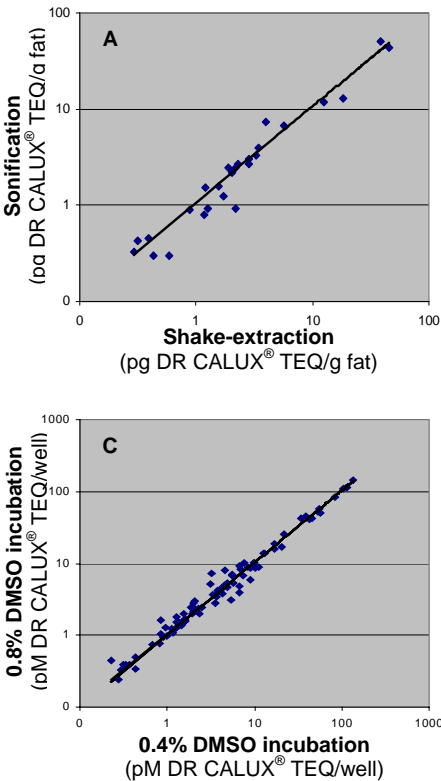 A
100
10
1
0
Sonification
(pα DR CALUX® TEQ/α fat)
0 1 10 100
Shake-extraction
(pg DR CALUX® TEQ/g fat)
C
1000
100
10
1
0
0.8% DMSO incubation
(pM DR CALUX® TEQ/well)
0 1 10 100 1000
0.4% DMSO incubation
(pM DR CALUX® TEQ/well)